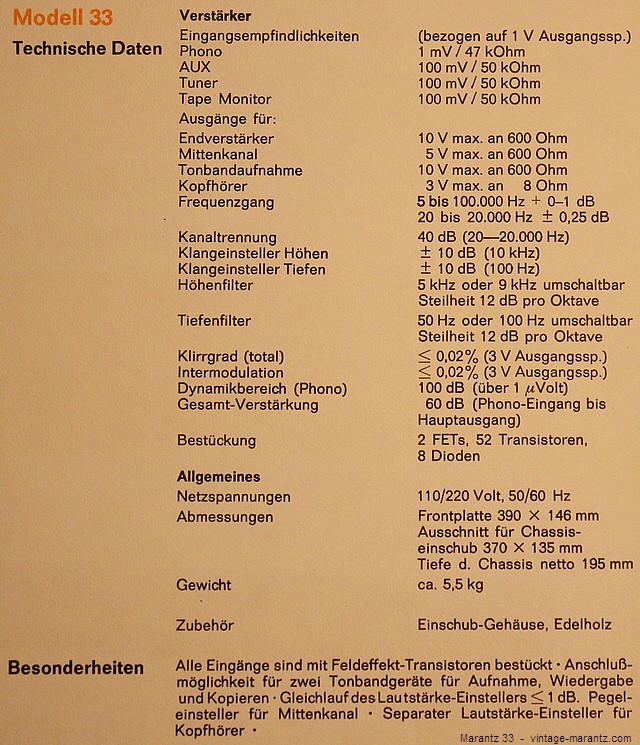 Modell 33
Technische Daten
Verstärker
Eingangsempfindlichkeiten (bezogen auf 1 V Ausgangssp.)
Phono 1 mV / 47 kOhm
AUX 100 mV / 50 kOhm
Tuner 100 mV / 50 kOhm
Tape Monitor 100 mV / 50 kOhm
Ausgänge für:
Endverstärker 10 V max. an 600 Ohm
Mittenkanal 5 V max. an 600 Ohm
Tonbandaufnahme 10 V max. an 600 Ohm
Kopfhörer 3 V max. an 8 Ohm
Frequenzgang 5 bis 100.000 Hz + 0–1 dB
20 bis 20.000 Hz ± 0,25 dB
Kanaltrennung 40 dB (20—20.000 Hz)
Klangeinsteller Höhen ± 10 dB (10 kHz)
Klangeinsteller Tiefen ± 10 dB (100 Hz)
Höhenfilter 5 kHz oder 9 kHz umschaltbar
Steilheit 12 dB pro Oktave
Tiefenfilter 50 Hz oder 100 Hz umschaltbar
Steilheit 12 dB pro Oktave
Klirrgrad (total) ≤ 0,02% (3 V Ausgangssp.)
Intermodulation ≤ 0,02% (3 V Ausgangssp.)
Dynamikbereich (Phono) 100 dB (über 1 µVolt)
Gesamt-Verstärkung 60 dB (Phono-Eingang bis
Hauptausgang)
Bestückung 2 FETs, 52 Transistoren,
8 Dioden
Allgemeines
Netzspannungen 110/220 Volt, 50/60 Hz
Abmessungen Frontplatte 390 × 146 mm
Ausschnitt für Chassis-
einschub 370 × 135 mm
Tiefe d. Chassis netto 195 mm
Gewicht ca. 5,5 kg
Zubehör Einschub-Gehäuse, Edelholz
Besonderheiten
Alle Eingänge sind mit Feldeffekt-Transistoren bestückt · Anschluß-
möglichkeit für zwei Tonbandgeräte für Aufnahme, Wiedergabe
und Kopieren · Gleichlauf des Lautstärke-Einstellers ≤ 1 dB. Pegel-
einsteller für Mittenkanal · Separater Lautstärke-Einsteller für
Kopfhörer ·
Marantz 33 - vintage-marantz.com